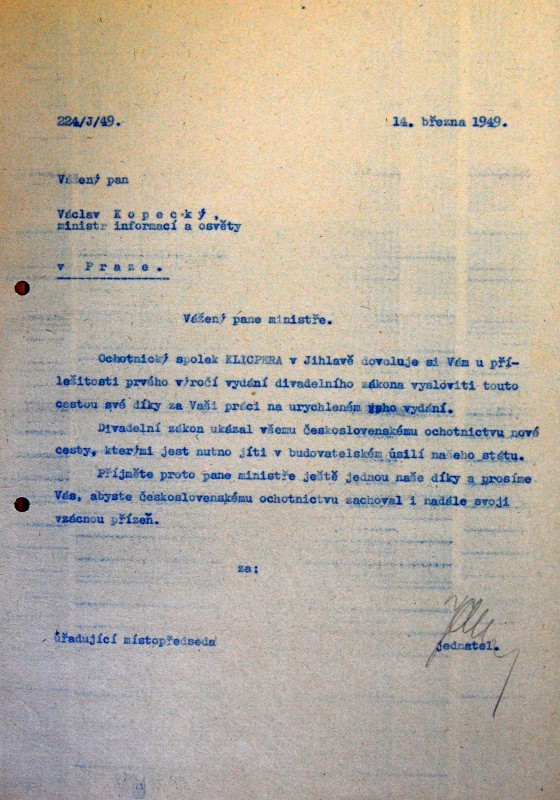 224/J/49.
14. března 1949.
Vážený pan
Václav K o p e c k ý ,
ministr informací a osvěty
v P r a z e .
Vážený pane ministře.
Ochotnický spolek KLICPERA v Jihlavě dovoluje si Vám u pří-
ležitosti prvého výročí vydání divadelního zákona vysloviti touto
cestou své díky za Vaši práci na urychleném jeho vydání.
Divadelní zákon ukázal všemu československému ochotnictvu nové
cesty, kterými jest nutno jíti v budovatelském úsilí našeho státu.
Příjměte proto pane ministře ještě jednou naše díky a prosíme
Vás, abyste československému ochotnictvu zachoval i nadále svoji
vzácnou přízeň.
za;
úřadující místopředseda
jednatel.